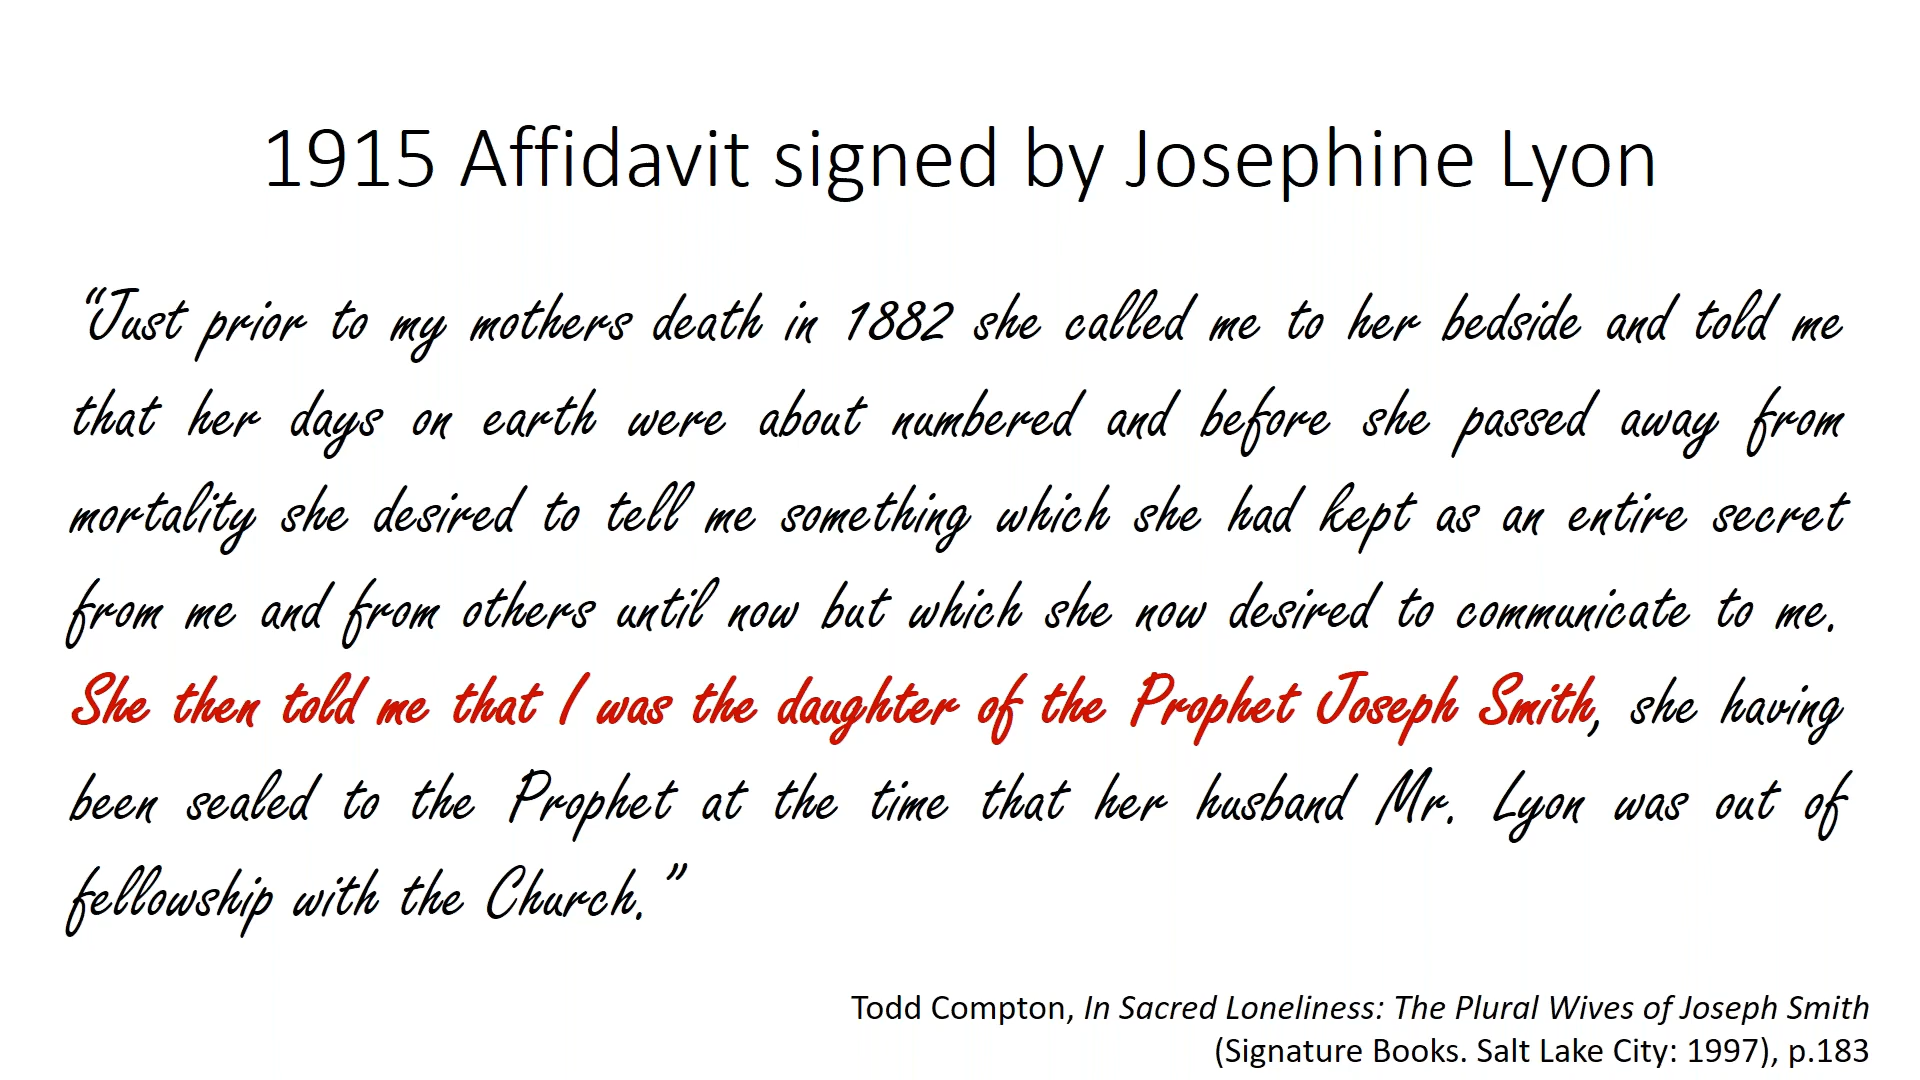 1915 Affidavit signed by Josephine Lyon
“Just prior to my mothers death in 1882 she called me to her bedside and told me
that her days on earth were about numbered and before she passed away from
mortality she desired to tell me something which she had kept as an entire secret
from me and from others until now but which she now desired to communicate to me.
She then told me that I was the daughter of the Prophet Joseph Smith, she having
been sealed to the Prophet at the time that her husband Mr. Lyon was out of
fellowship with the Church.”
Todd Compton, In Sacred Loneliness: The Plural Wives of Joseph Smith
(Signature Books. Salt Lake City: 1997), p.183